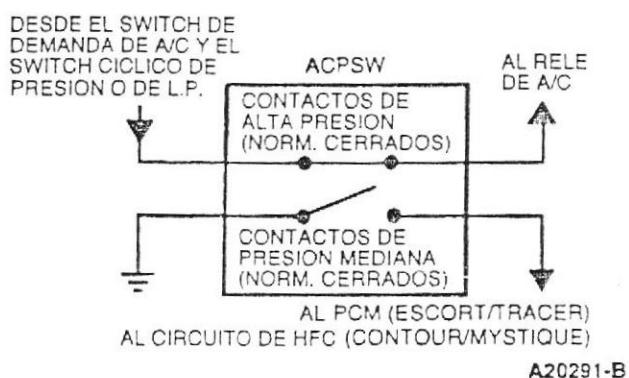 DESDE EL SWITCH DE
DEMANDA DE A/C Y EL
SWITCH CICLICO DE
PRESION O DE L.P.
ACPSW
AL RELE
DE A/C
CONTACTOS DE
ALTA PRESION
(NORM. CERRADOS)
CONTACTOS DE
PRESION MEDIANA
(NORM. CERRADOS)
AL PCM (ESCORT/TRACER)
AL CIRCUITO DE HFC (CONTOUR/MYSTIQUE)
A20291-B